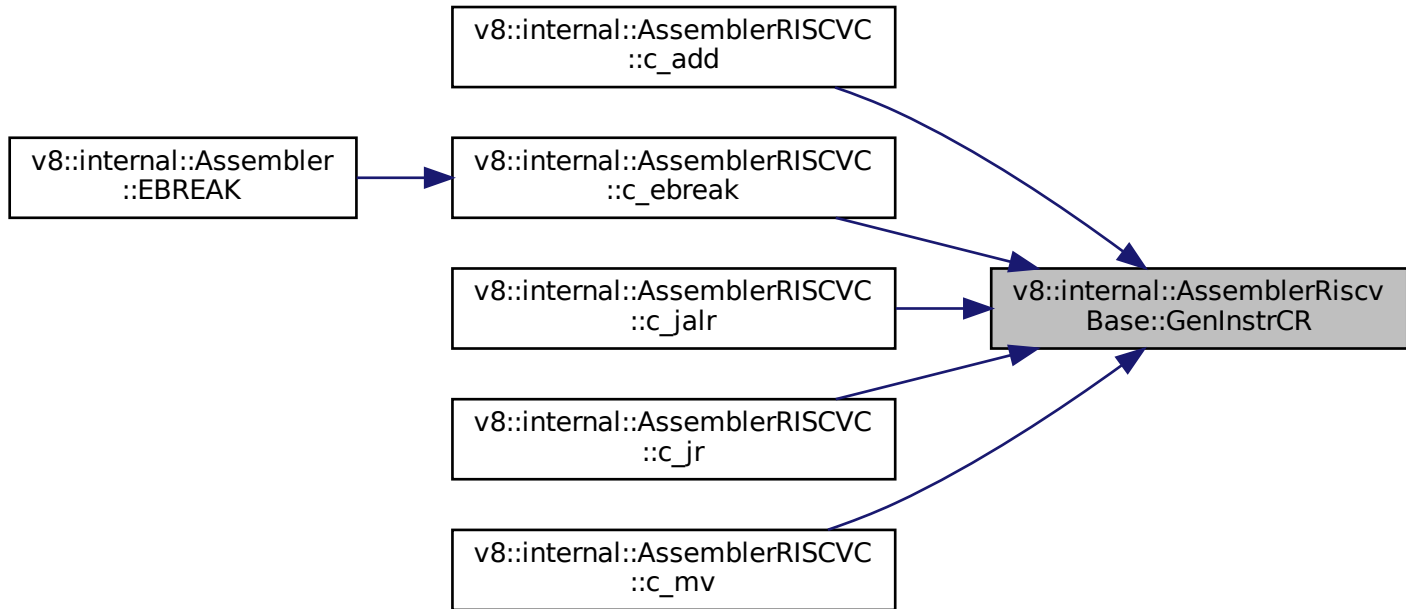 v8::internal::AssemblerRISCVC
::c_add
v8::internal::Assembler
::EBREAK
v8::internal::AssemblerRISCVC
::c_ebreak
v8::internal::AssemblerRISCVC
::c_jalr
v8::internal::AssemblerRiscv
Base::GenInstrCR
v8::internal::AssemblerRISCVC
::c_jr
v8::internal::AssemblerRISCVC
::c_mv